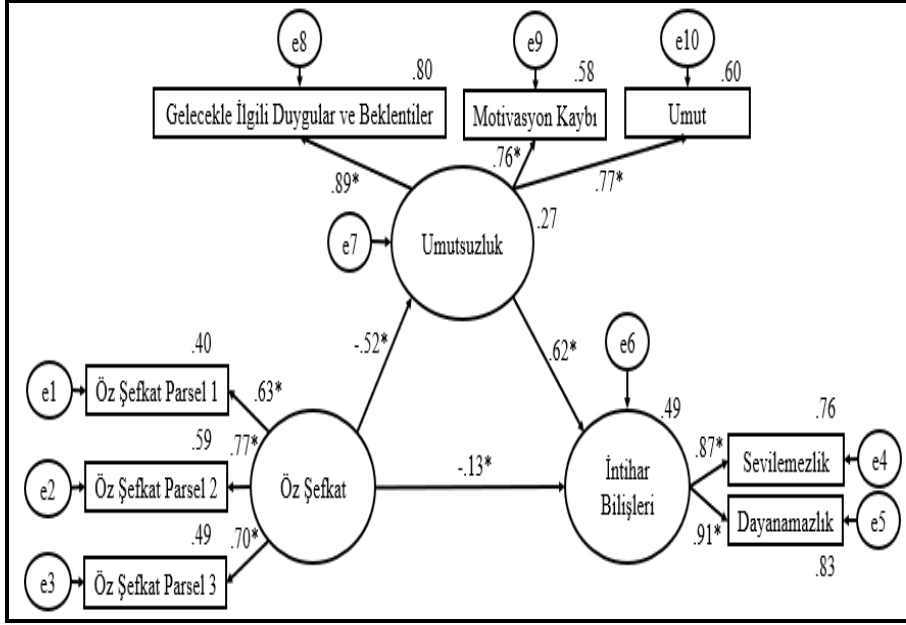 e8
e9
e10
.80
.58
.60
Gelecekle İlgili Duygular ve Beklentiler
Motivasyon Kaybı
Umut
.89*
.76*
.77*
e7
Umutsuzluk
.27
-.52*
.62*
e6
.40
e1
Öz Şefkat Parsel 1
.63*
.59
.77*
e2
Öz Şefkat Parsel 2
.49
.70*
e3
Öz Şefkat Parsel 3
Öz Şefkat
-.13*
.49
İntihar
Bilişleri
.76
.87*
Sevilemezlik
e4
.91*
Dayanamazlık
e5
.83